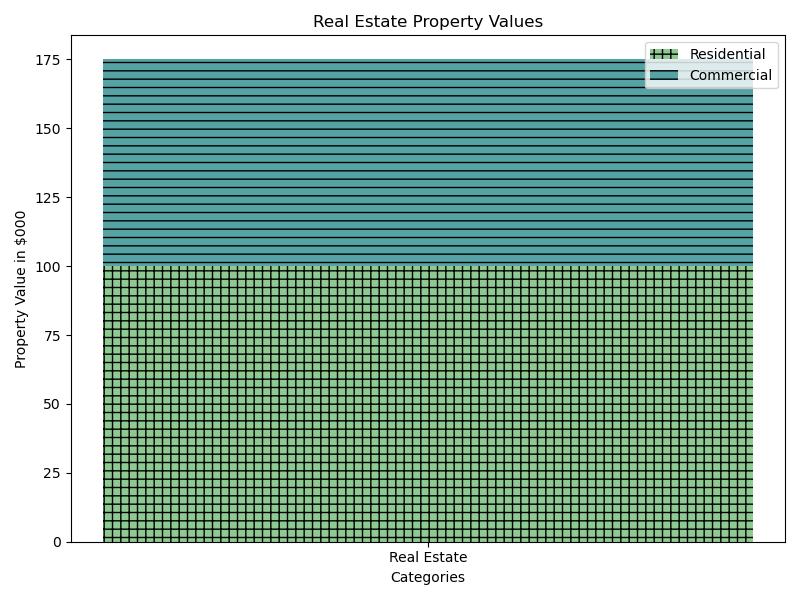 Real Estate Property Values
Residential
Commercial
Property Value in $000
175
150
125
100
75
50
25
0
Real Estate
Categories